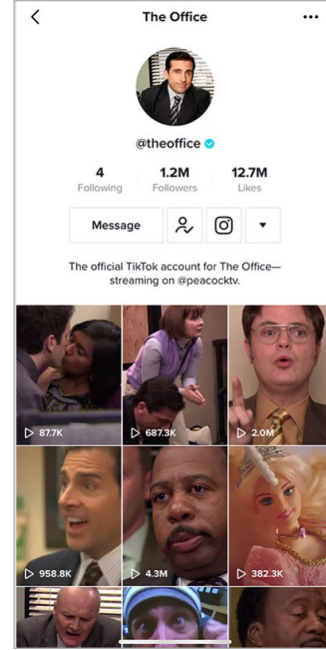 The Office
@theoffice
4 1.2M 12.7M
Following Followers Likes
Message
The official TikTok account for The Office—
streaming on @peacocktv.
87.7K 687.3K 2.0M
958.8K 4.3M 382.3K